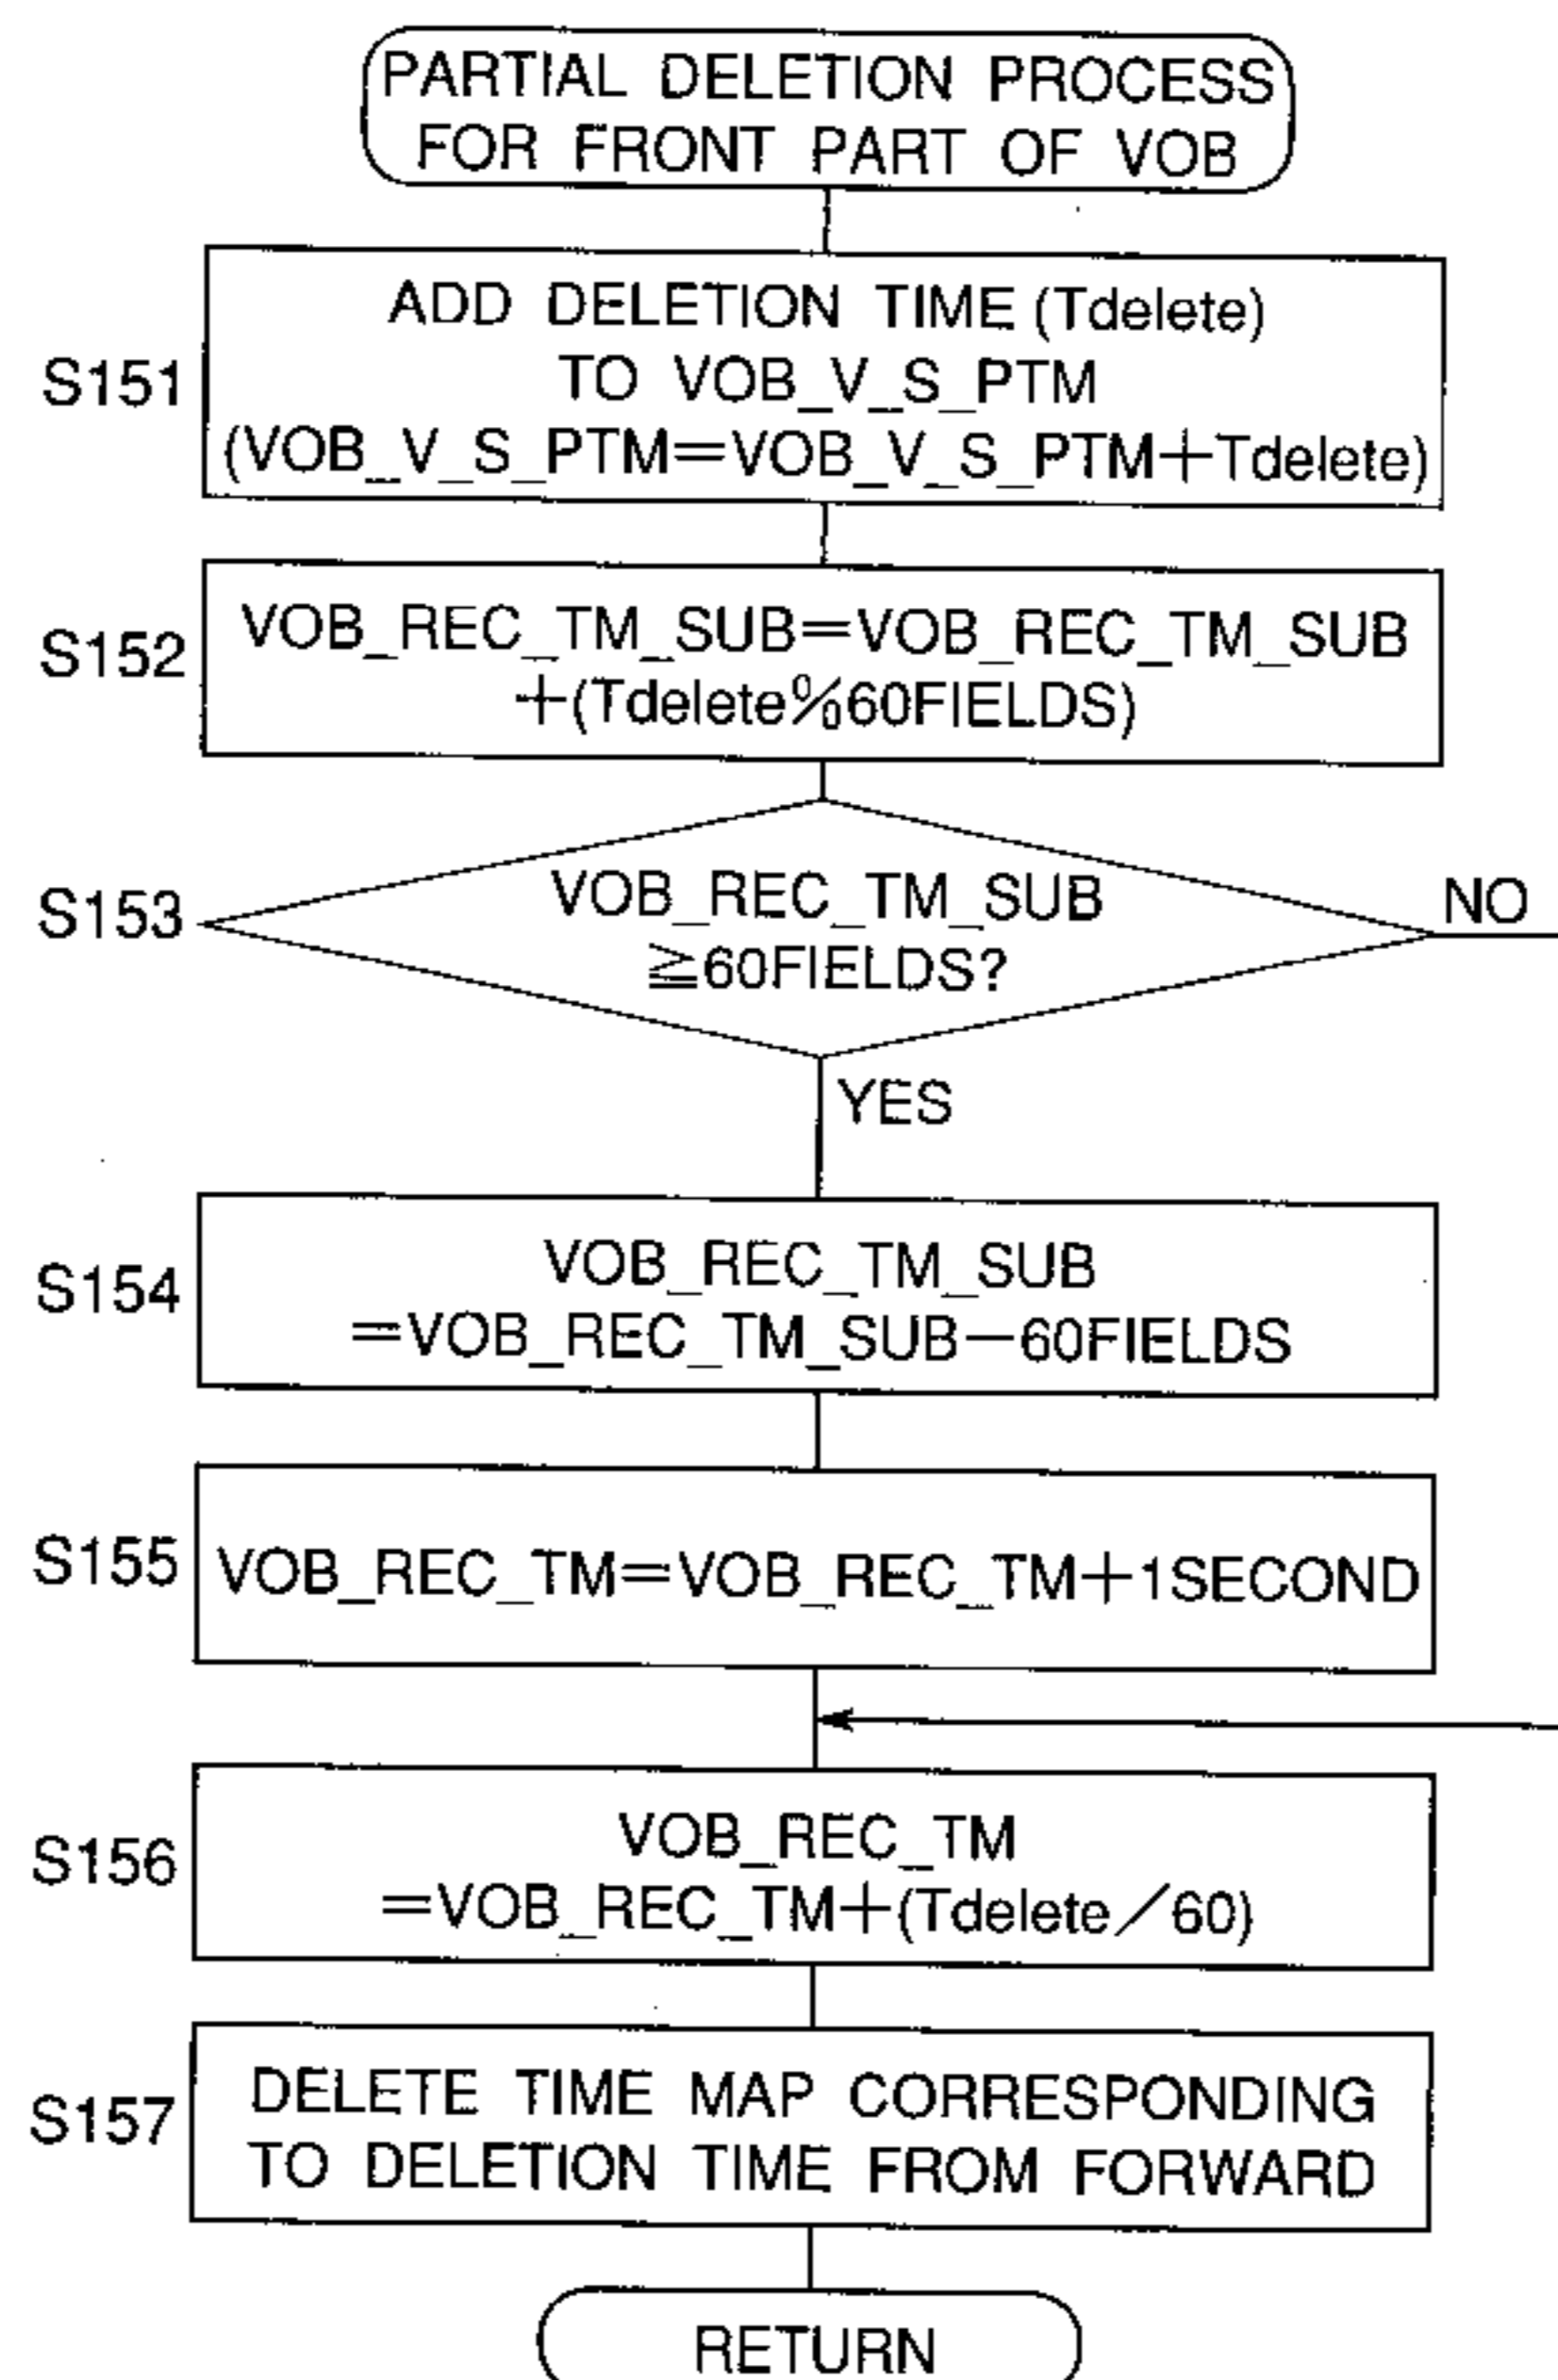 PARTIAL DELETION PROCESS
FOR FRONT PART OF VOB
S151
ADD DELETION TIME (Tdelete)
TO VOB_V_S_PTM
(VOB_V_S_PTM=VOB_V_S_PTM+Tdelete)
S152
VOB_REC_TM_SUB=VOB_REC_TM_SUB
+(Tdelete%60FIELDS)
S153
VOB_REC_TM_SUB
≧60FIELDS?
NO
YES
S154
VOB_REC_TM_SUB
=VOB_REC_TM_SUB-60FIELDS
S155
VOB_REC_TM=VOB_REC_TM+1SECOND
S156
VOB_REC_TM
=VOB_REC_TM+(Tdelete/60)
S157
DELETE TIME MAP CORRESPONDING
TO DELETION TIME FROM FORWARD
RETURN